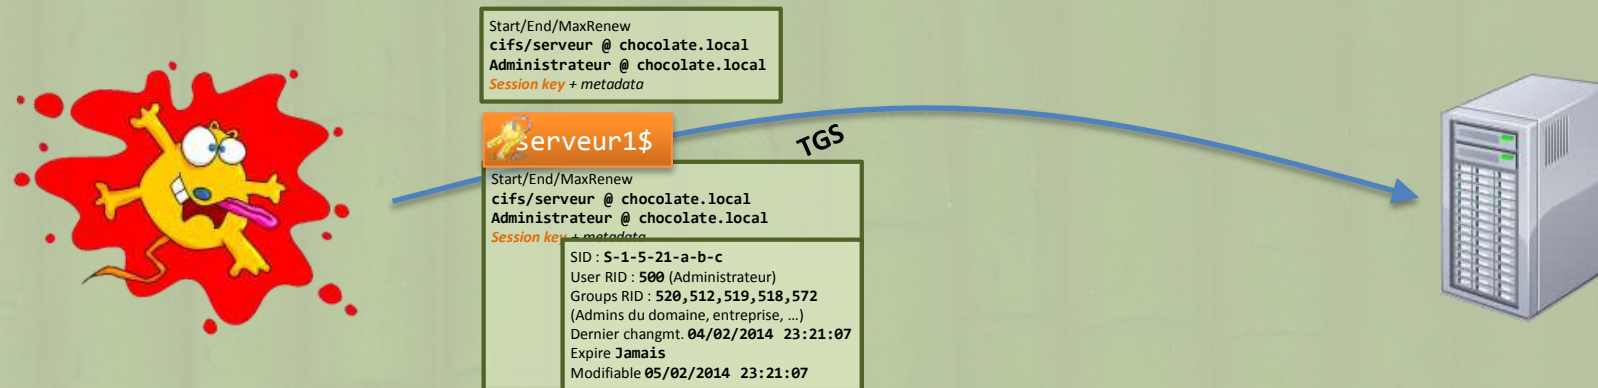 Start/End/MaxRenew
cifs/serveur @ chocolate.local
Administrateur @ chocolate.local
Session key + metadata
serveur1$
TGS
Start/End/MaxRenew
cifs/serveur @ chocolate.local
Administrateur @ chocolate.local
Session key + metadata
SID : S-1-5-21-a-b-c
User RID : 500 (Administrateur)
Groups RID : 520,512,519,518,572
(Admins du domaine, entreprise, …)
Dernier changmt. 04/02/2014 23:21:07
Expire Jamais
Modifiable 05/02/2014 23:21:07